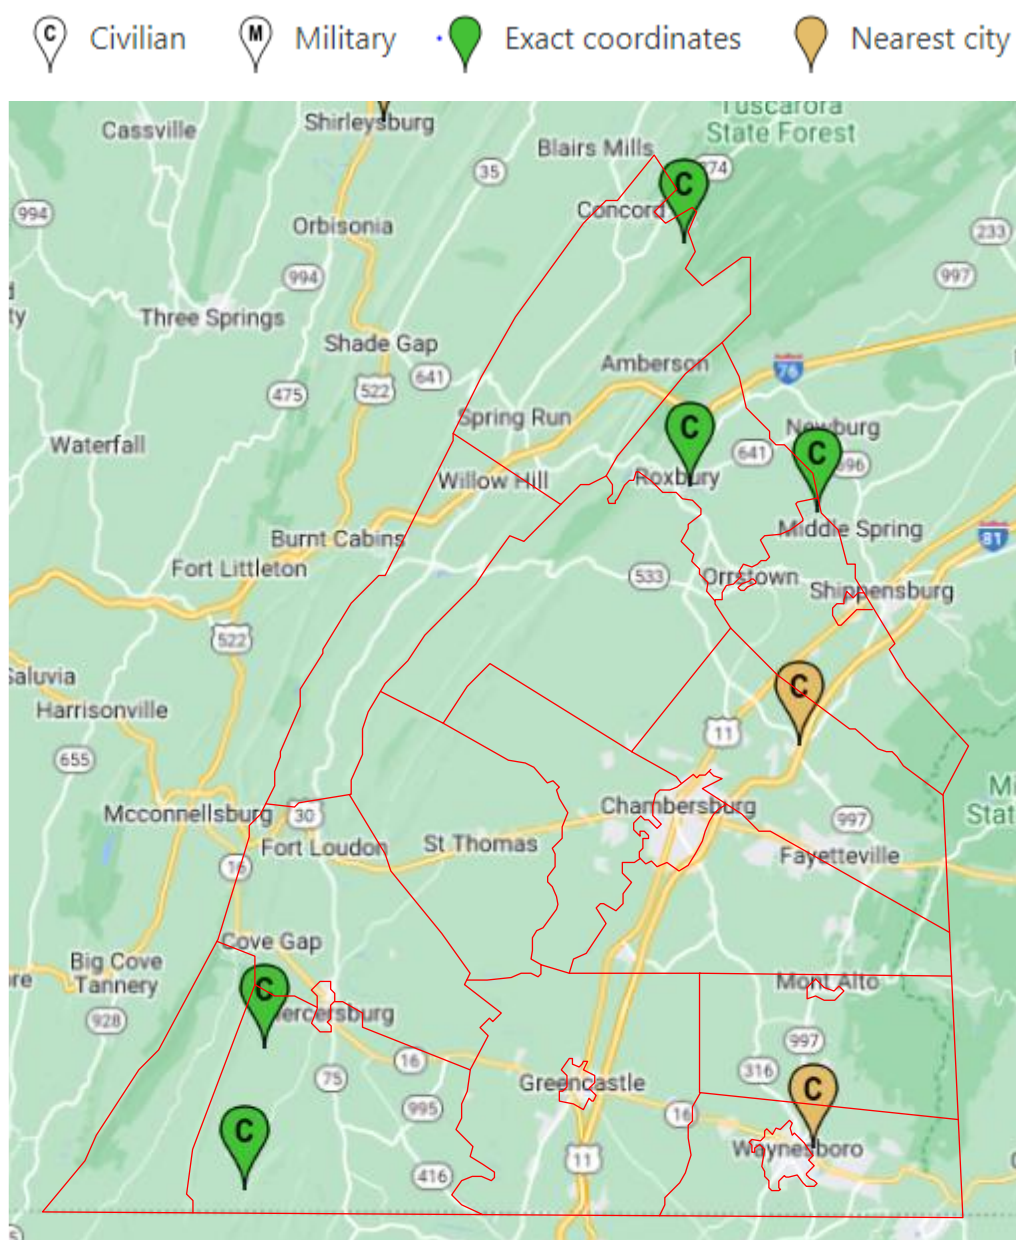 C Civilian M Military Exact coordinates Nearest city
Tuscarora
State Forest
Cassville
Shirleysburg
Blairs Mills
35
C
274
994
Concord
Orbisonia
233
994
997
Three Springs
Shade Gap
Amberson
76
475
522
641
Spring Run
C
Newburg
Waterfall
641
C
696
Willow Hill
Roxbury
Middle Spring
Burnt Cabins
81
Fort Littleton
533
Orrstown
Shippensburg
522
Saluvia
C
Harrisonville
11
655
Mcconnellsburg
30
Chambersburg
997
Fort Loudon
St Thomas
Fayetteville
16
Cove Gap
Big Cove
Tannery
Mont Alto
C
928
Mercersburg
997
16
316
75
Greencastle
C
995
16
C
Waynesboro
11
416